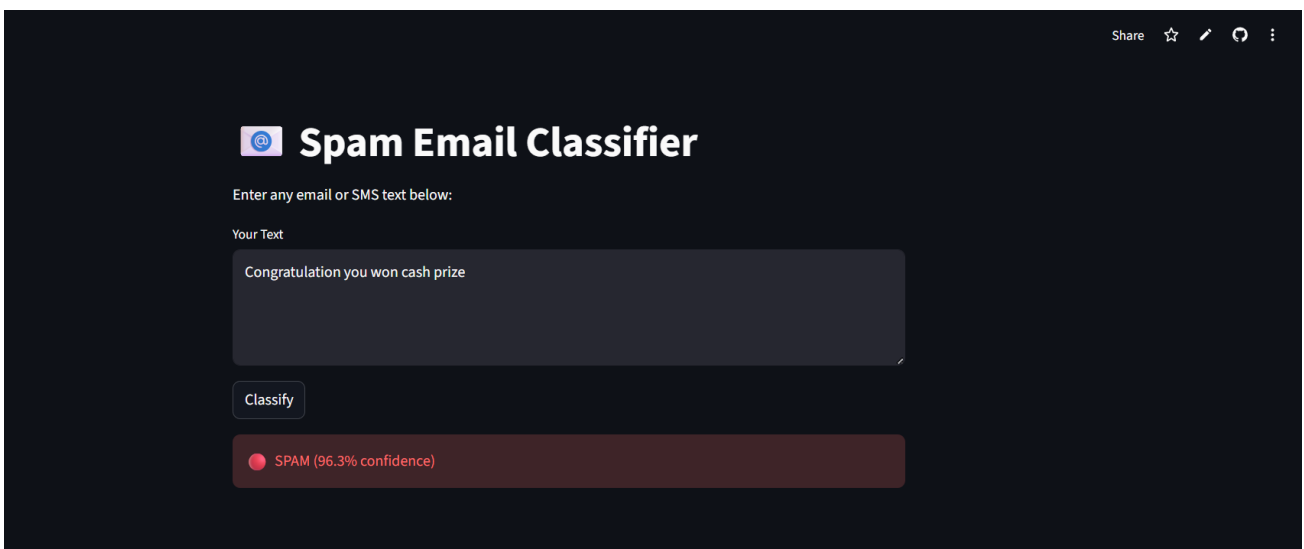 Share
Spam Email Classifier
Enter any email or SMS text below:
Your Text
Congratulation you won cash prize
Classify
SPAM (96.3% confidence)